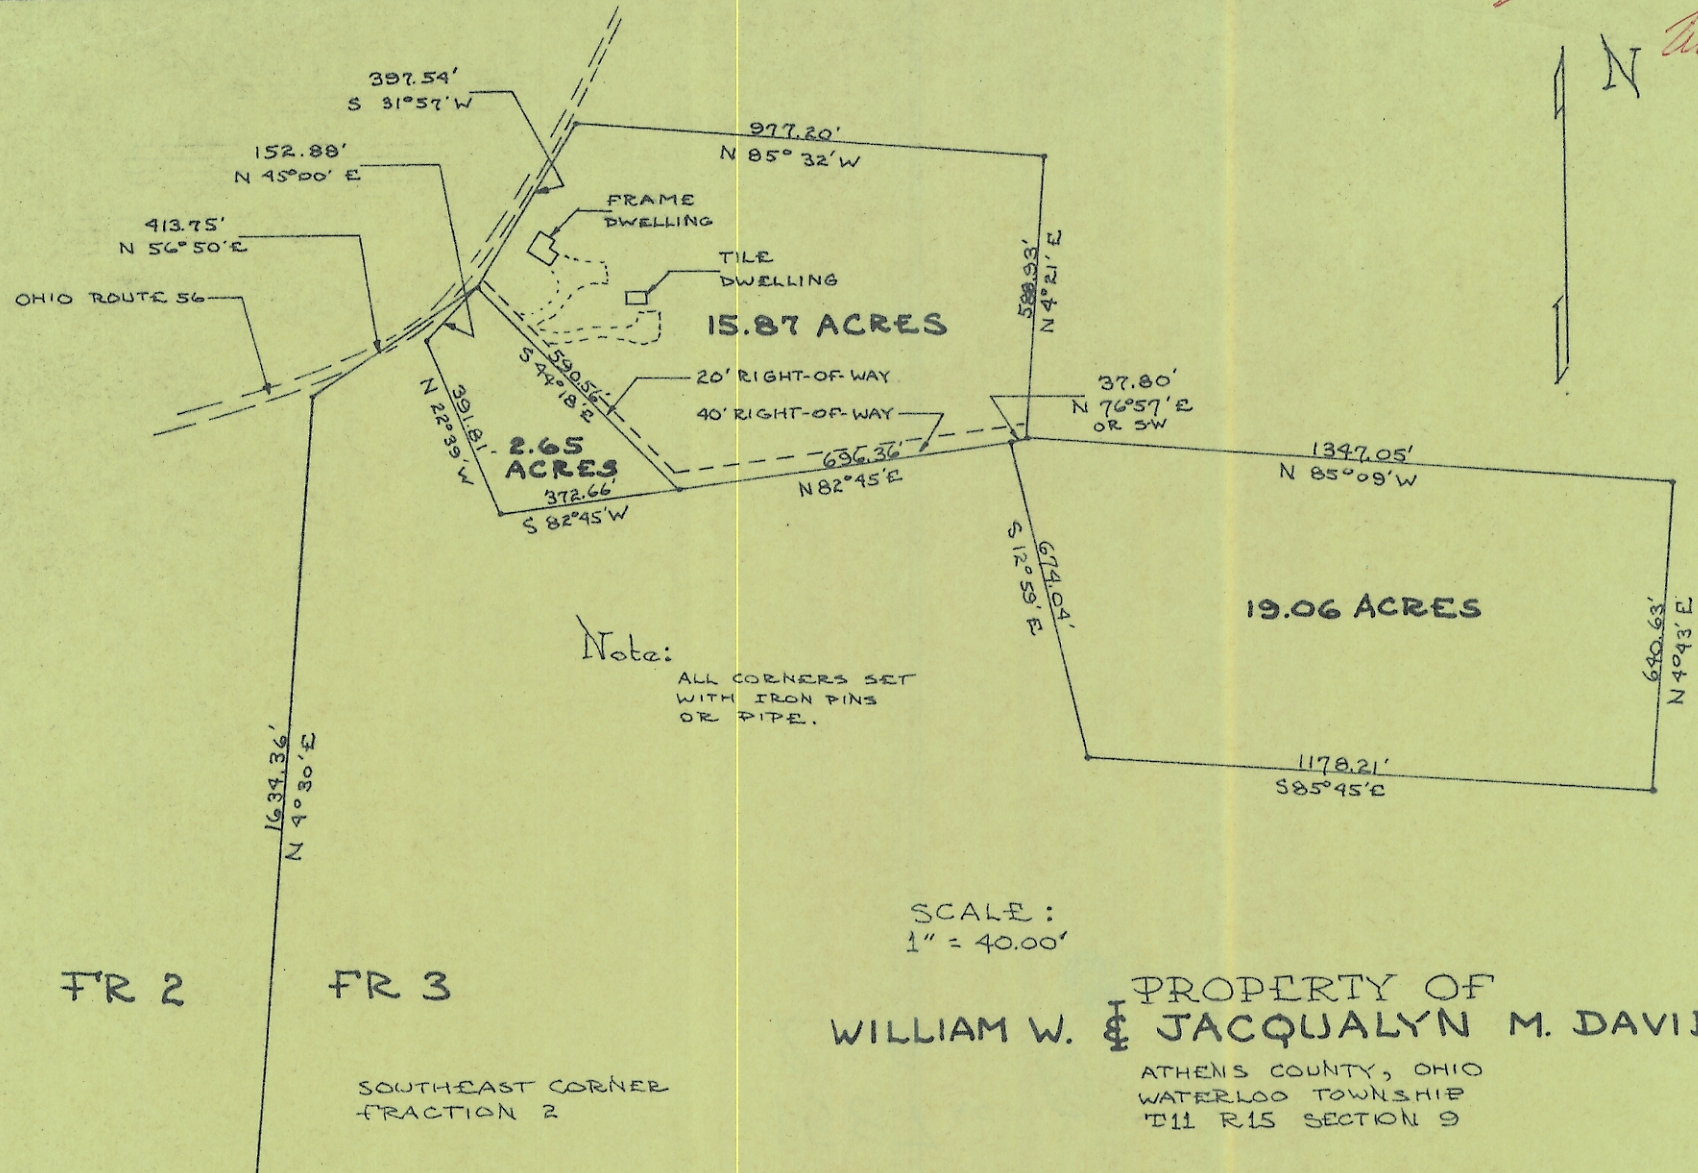 397.54'
S 31°57'W
152.88'
N 45°00' E
413.75'
N 56°50'E
OHIO ROUTE 56
977.20'
N 85° 32'W
N
FRAME
DWELLING
TILE
DWELLING
15.87 ACRES
N 4°21' E
590.56'
S 44°18'E
20' RIGHT-OF-WAY
40' RIGHT-OF-WAY
37.80'
N 76°57'E
OR SW
391.81'
N 22°39'W
2.65
ACRES
372.66'
S 82°45'W
696.36'
N 82°45'E
1347.05'
N 85°09'W
674.04'
S 12°59' E
19.06 ACRES
640.63'
N 4°43' E
1178.21'
S 85°45'E
Note:
ALL CORNERS SET
WITH IRON PINS
OR PIPE.
1634.36'
N 4°30'E
SCALE :
1" = 40.00'
FR 2
FR 3
PROPERTY OF
WILLIAM W. & JACQUALYN M.
ATHENS COUNTY, OHIO
WATERLOO TOWNSHIP
T11 R15 SECTION 9
SOUTHEAST CORNER
FRACTION 2